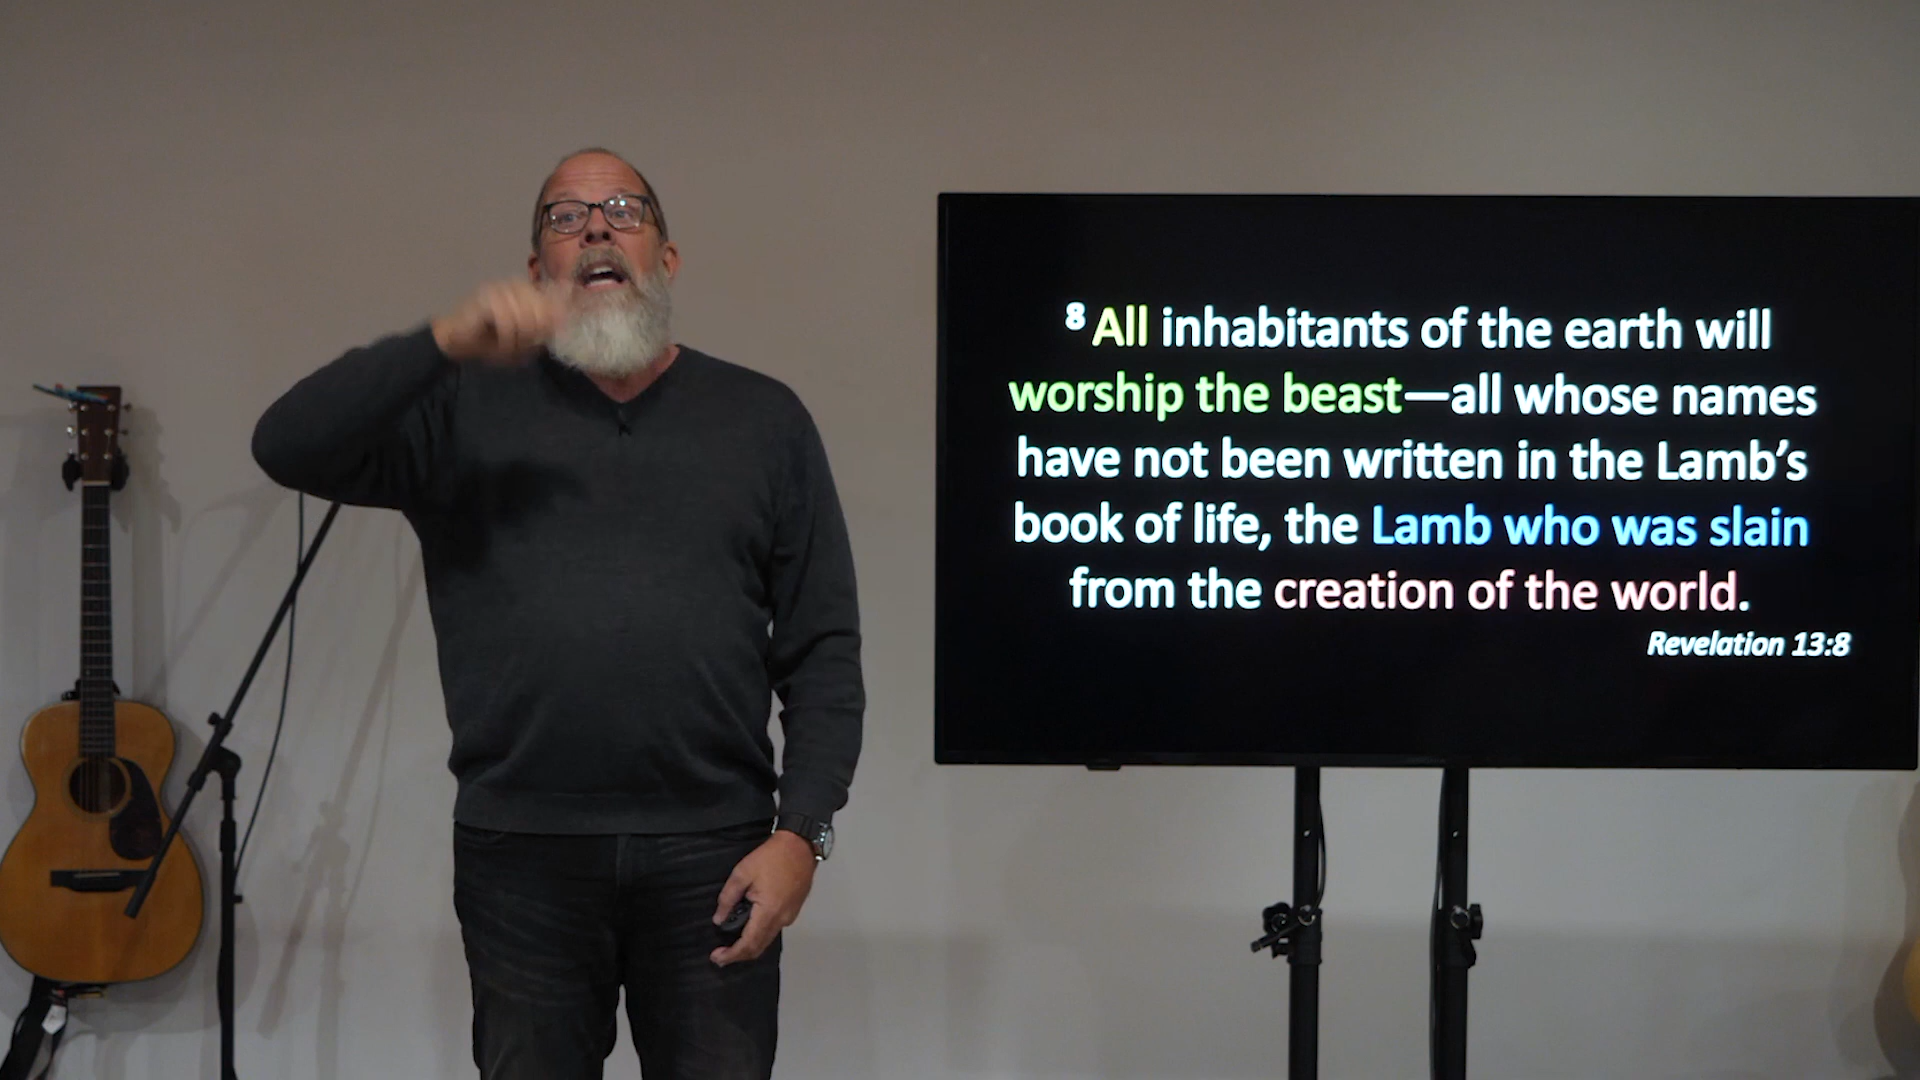 8 All inhabitants of the earth will
worship the beast—all whose names
have not been written in the Lamb’s
book of life, the Lamb who was slain
from the creation of the world.
Revelation 13:8